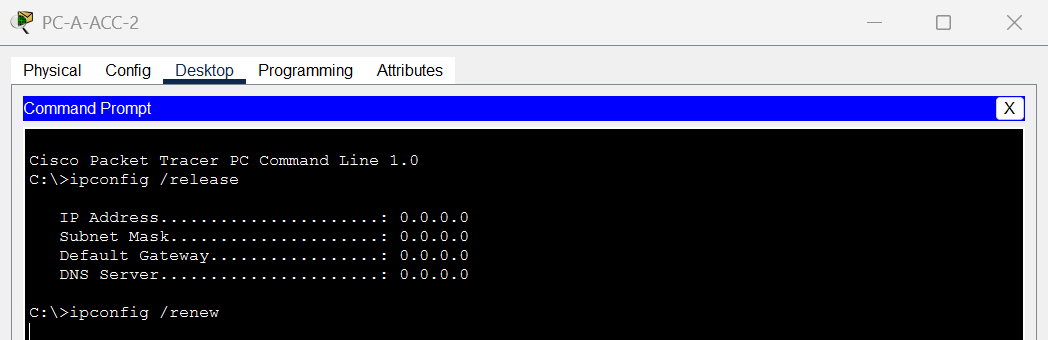 PC-A-ACC-2
Physical Config Desktop Programming Attributes
Command Prompt X
Cisco Packet Tracer PC Command Line 1.0
C:\>ipconfig /release
IP Address......................: 0.0.0.0
Subnet Mask.....................: 0.0.0.0
Default Gateway.................: 0.0.0.0
DNS Server......................: 0.0.0.0
C:\>ipconfig /renew